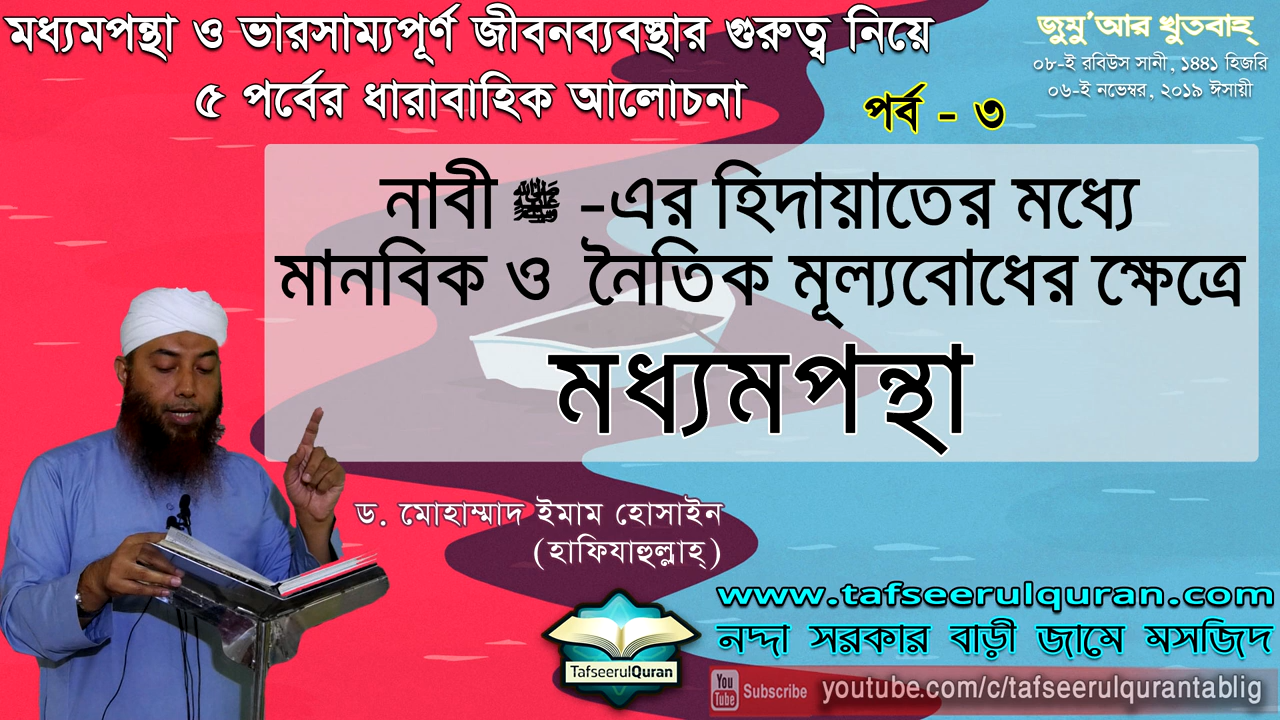 মধ্যমপন্থা ও ভারসাম্যপূর্ণ জীবনব্যবস্থার গুরুত্ব নিয়ে
৫ পর্বের ধারাবাহিক আলোচনা
পর্ব - ৩
জুমু'আর খুতবাহ্
০৮-ই রবিউস সানী, ১৪৪১ হিজরি
০৬-ই নভেম্বর, ২০১৯ ঈসায়ী
নাবী ﷺ -এর হিদায়াতের মধ্যে
মানবিক ও নৈতিক মূল্যবোধের ক্ষেত্রে
মধ্যমপন্থা
ড. মোহাম্মাদ ইমাম হোসাইন
(হাফিযাহুল্লাহ্)
TafseerulQuran
www.tafseerulquran.com
নদ্দা সরকার বাড়ী জামে মসজিদ
You Tube Subscribe youtube.com/c/tafseerulqurantablig